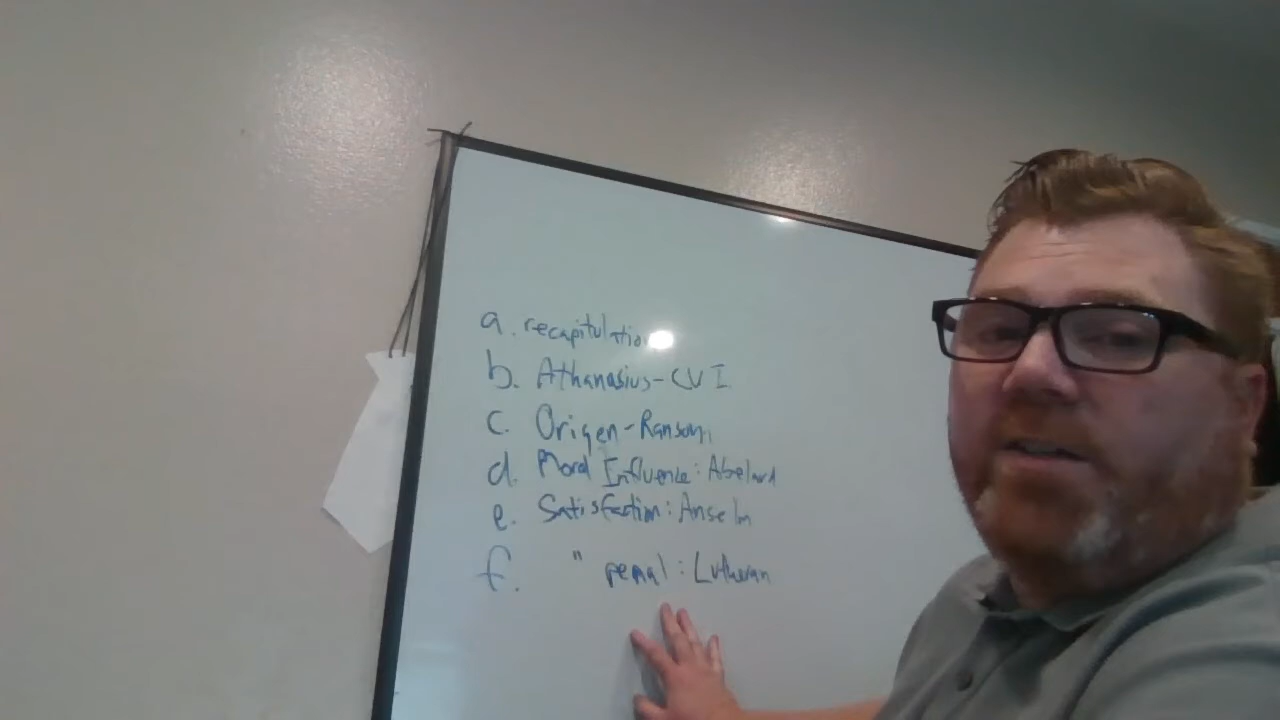 a. recapitulation
b. Athanasius-CVI
c. Origen-Ransom
d. Moral Influence: Abelard
e. Satisfaction: Anselm
f. " penal: Lutheran